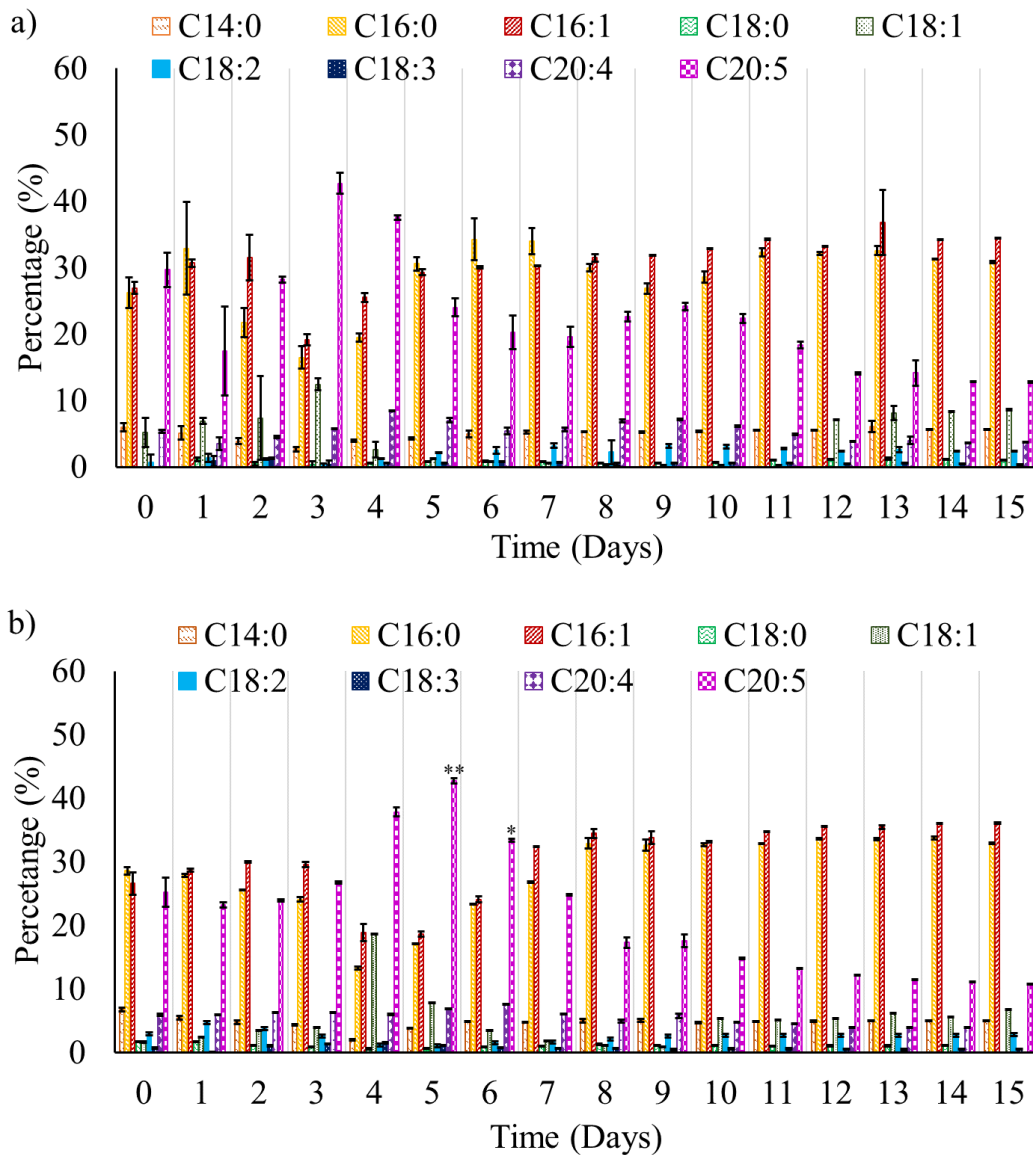 a)
C14:0 C16:0 C16:1 C18:0 C18:1
C18:2 C18:3 C20:4 C20:5
60
50
40
30
20
10
0
Percentage (%)
0 1 2 3 4 5 6 7 8 9 10 11 12 13 14 15
Time (Days)
b)
C14:0 C16:0 C16:1 C18:0 C18:1
C18:2 C18:3 C20:4 C20:5
60
50
40
30
20
10
0
Percetange (%)
**
*
0 1 2 3 4 5 6 7 8 9 10 11 12 13 14 15
Time (Days)